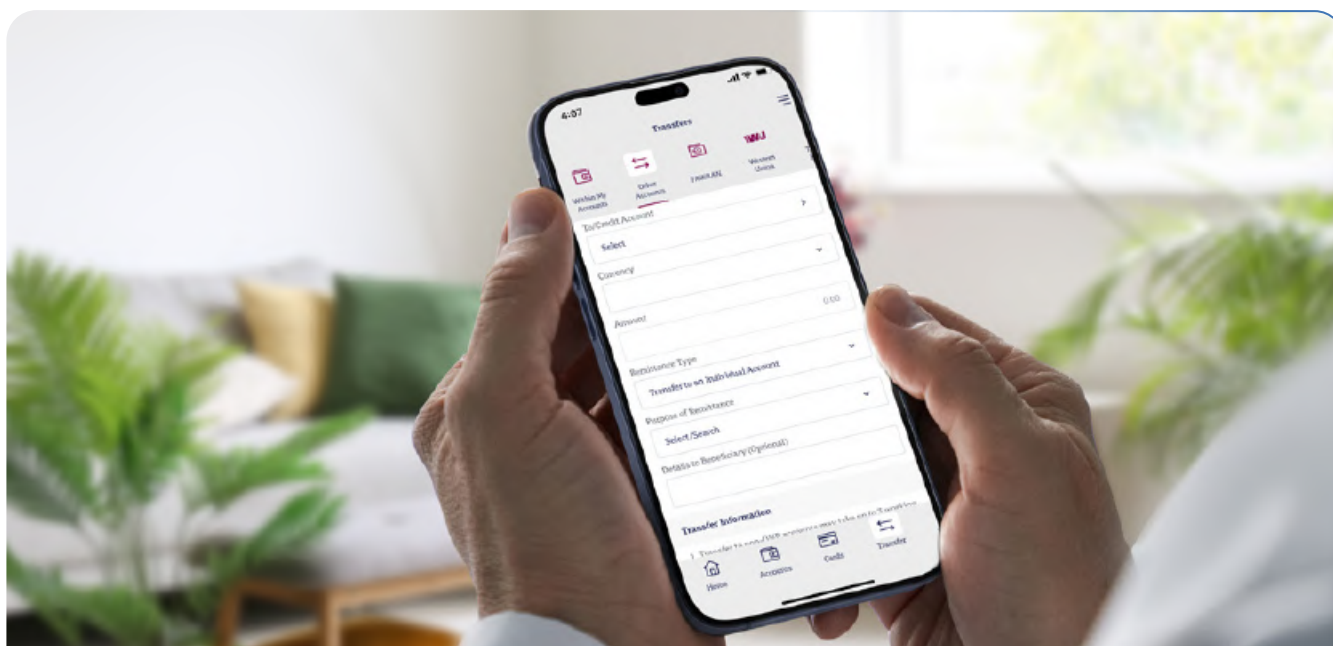 4:07
Transfers
Within My
Accounts
Other
Accounts
Western
Union
To/Credit Account
Select
Currency
Amount
0.00
Remittance Type
Transfer to an Individual Account
Purpose of Remittance
Select/Search
Details to Beneficiary (Optional)
Transfer Information
Home
Accounts
Cards
Transfer